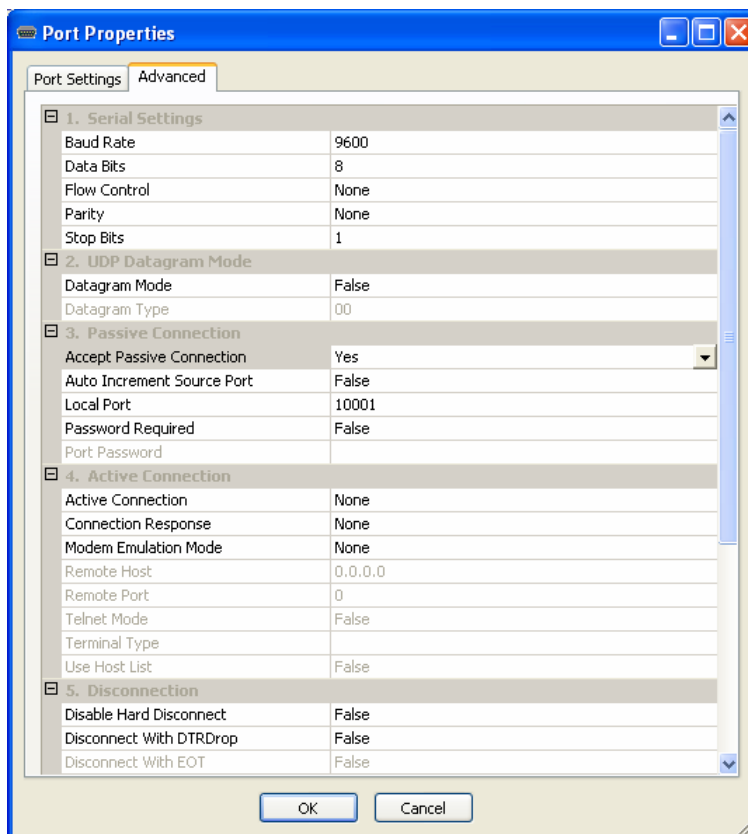 Port Properties
Port Settings Advanced
1. Serial Settings
Baud Rate 9600
Data Bits 8
Flow Control None
Parity None
Stop Bits 1
2. UDP Datagram Mode
Datagram Mode False
Datagram Type 00
3. Passive Connection
Accept Passive Connection Yes
Auto Increment Source Port False
Local Port 10001
Password Required False
Port Password
4. Active Connection
Active Connection None
Connection Response None
Modem Emulation Mode None
Remote Host 0.0.0.0
Remote Port 0
Telnet Mode False
Terminal Type
Use Host List False
5. Disconnection
Disable Hard Disconnect False
Disconnect With DTRDrop False
Disconnect With EOT False
OK Cancel